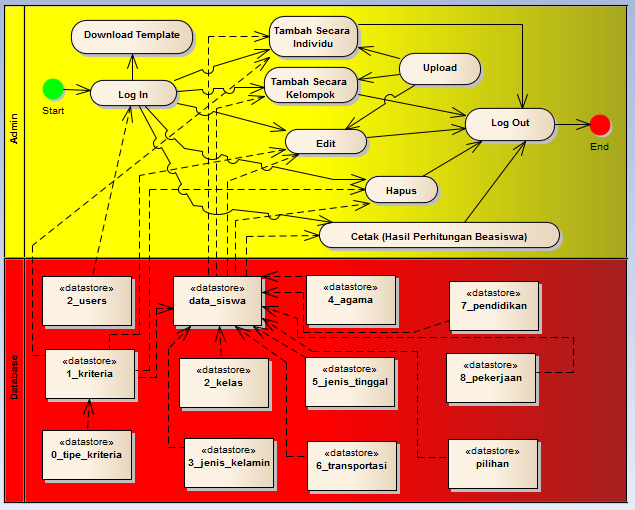 Admin
Download Template
Tambah Secara
Individu
Upload
Tambah Secara
Kelompok
Log In
Start
Log Out
End
Edit
Hapus
Cetak (Hasil Perhitungan Beasiswa)
Database
«datastore»
2_users
«datastore»
data_siswa
«datastore»
4_agama
«datastore»
7_pendidikan
«datastore»
1_kriteria
«datastore»
2_kelas
«datastore»
5_jenis_tinggal
«datastore»
8_pekerjaan
«datastore»
0_tipe_kriteria
«datastore»
3_jenis_kelamin
«datastore»
6_transportasi
«datastore»
pilihan